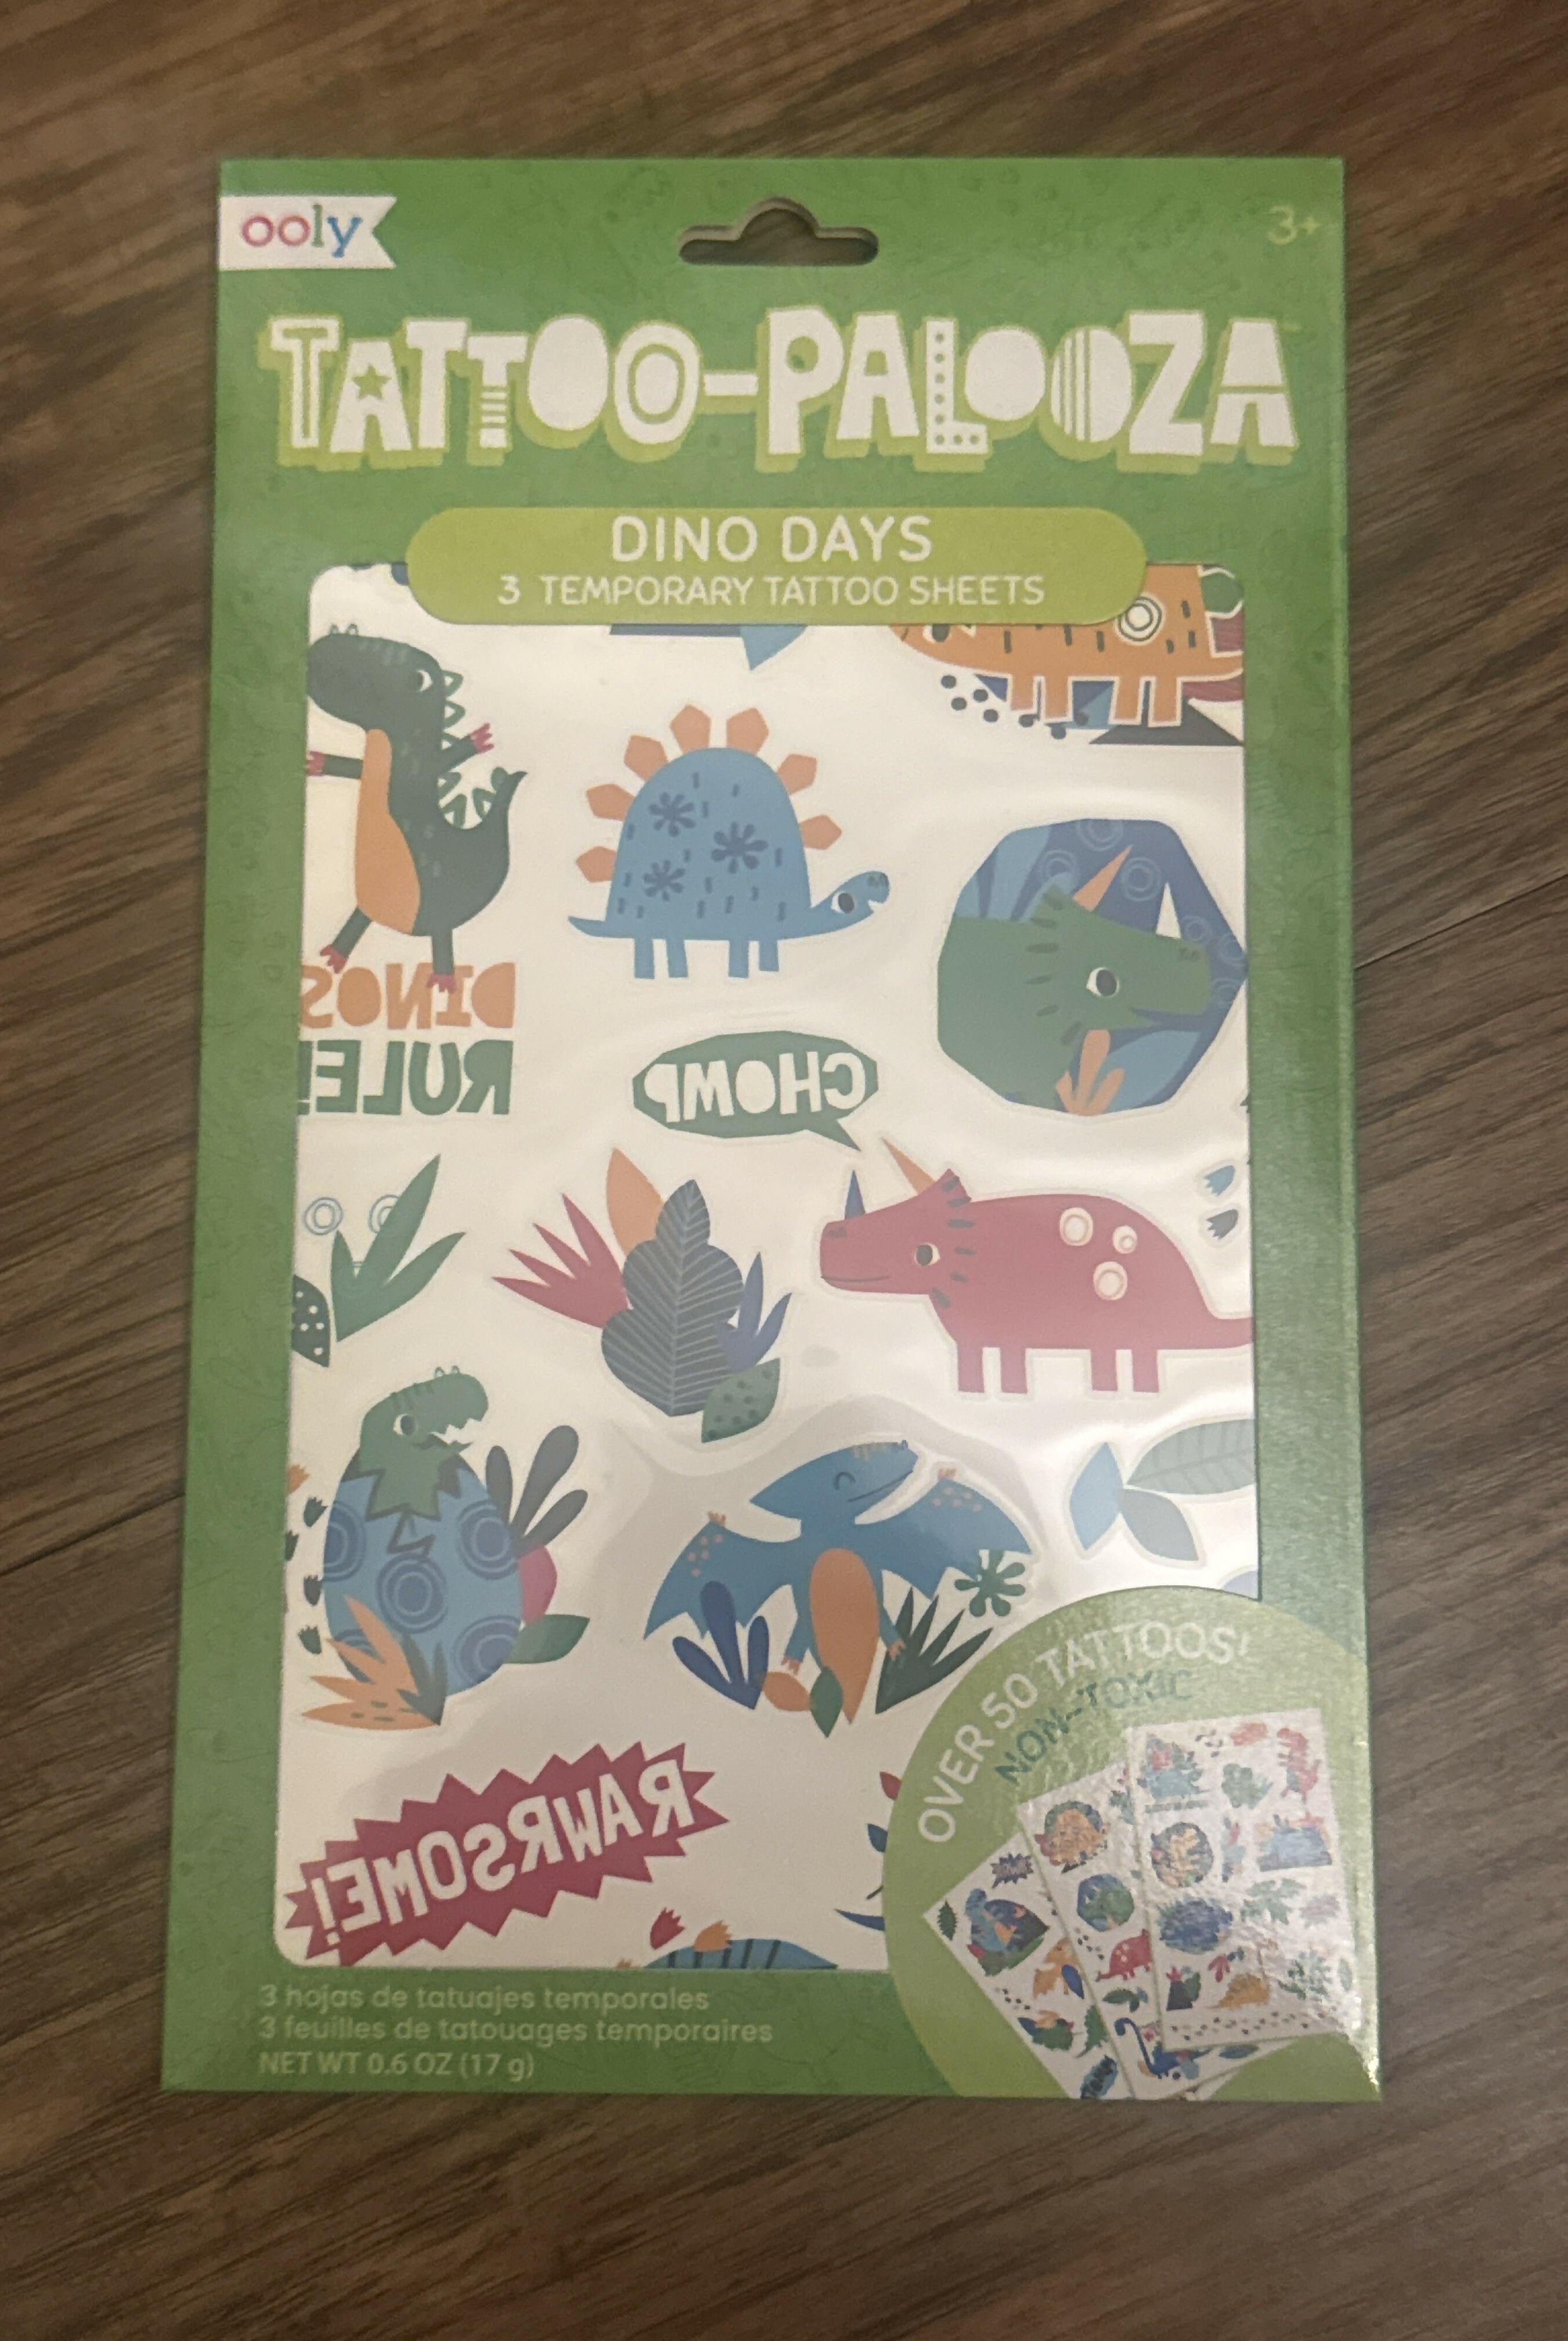 ooly
3+
TATTOO-PALOOZA
DINO DAYS
3 TEMPORARY TATTOO SHEETS
DINOS
RULE!
CHOMP
RAWRSOME!
OVER 50 TATTOOS!
NON-TOXIC
3 hojas de tatuajes temporales
3 feuilles de tatouages temporaires
NET WT 0.6 OZ (17 g)